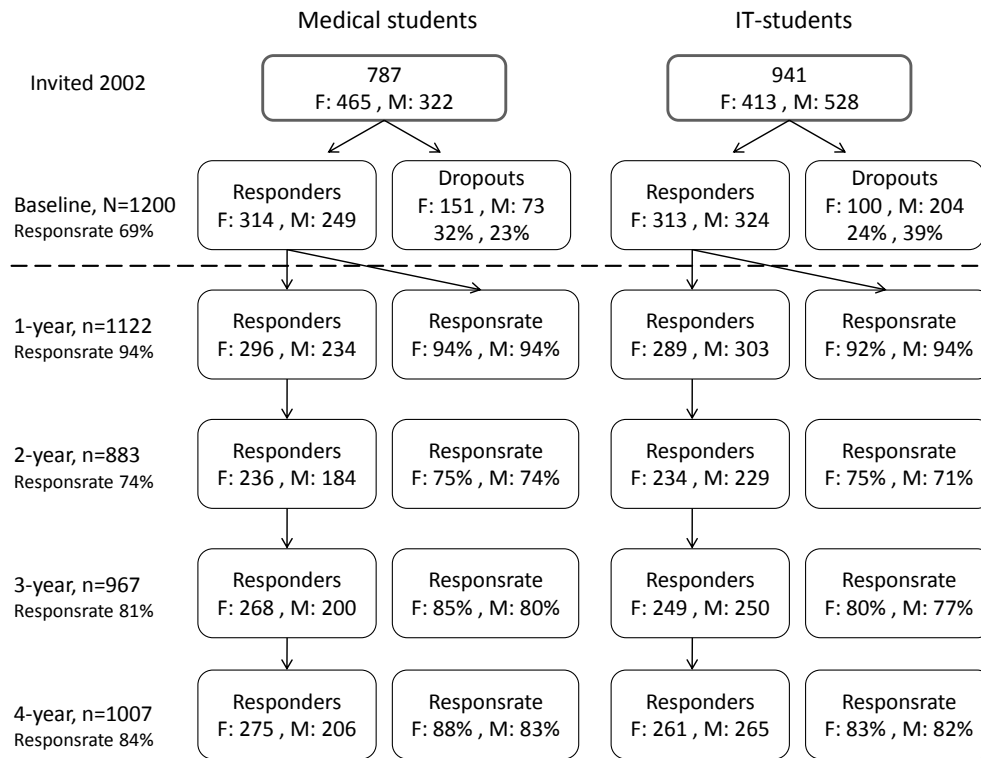 Medical students
IT-students
Invited 2002
787
F: 465 , M: 322
941
F: 413 , M: 528
Baseline, N=1200
Responsrate 69%
Responders
F: 314 , M: 249
Dropouts
F: 151 , M: 73
32% , 23%
Responders
F: 313 , M: 324
Dropouts
F: 100 , M: 204
24% , 39%
1-year, n=1122
Responsrate 94%
Responders
F: 296 , M: 234
Responsrate
F: 94% , M: 94%
Responders
F: 289 , M: 303
Responsrate
F: 92% , M: 94%
2-year, n=883
Responsrate 74%
Responders
F: 236 , M: 184
Responsrate
F: 75% , M: 74%
Responders
F: 234 , M: 229
Responsrate
F: 75% , M: 71%
3-year, n=967
Responsrate 81%
Responders
F: 268 , M: 200
Responsrate
F: 85% , M: 80%
Responders
F: 249 , M: 250
Responsrate
F: 80% , M: 77%
4-year, n=1007
Responsrate 84%
Responders
F: 275 , M: 206
Responsrate
F: 88% , M: 83%
Responders
F: 261 , M: 265
Responsrate
F: 83% , M: 82%